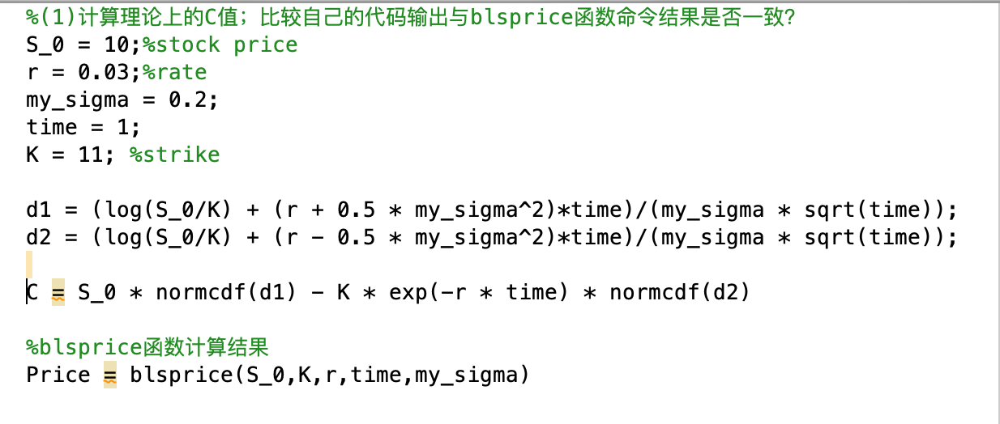 %(1)计算理论上的C值；比较自己的代码输出与blsprice函数命令结果是否一致？
S_0 = 10;%stock price
r = 0.03;%rate
my_sigma = 0.2;
time = 1;
K = 11; %strike
d1 = (log(S_0/K) + (r + 0.5 * my_sigma^2)*time)/(my_sigma * sqrt(time));
d2 = (log(S_0/K) + (r - 0.5 * my_sigma^2)*time)/(my_sigma * sqrt(time));
C = S_0 * normcdf(d1) - K * exp(-r * time) * normcdf(d2)
%blsprice函数计算结果
Price = blsprice(S_0,K,r,time,my_sigma)